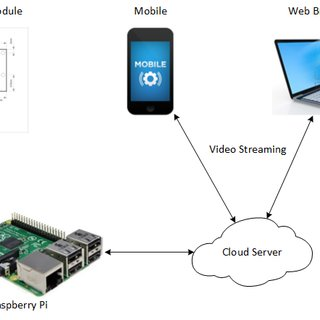 odule
Mobile
Web B
MOBILE
Video Streaming
Cloud Server
spberry Pi